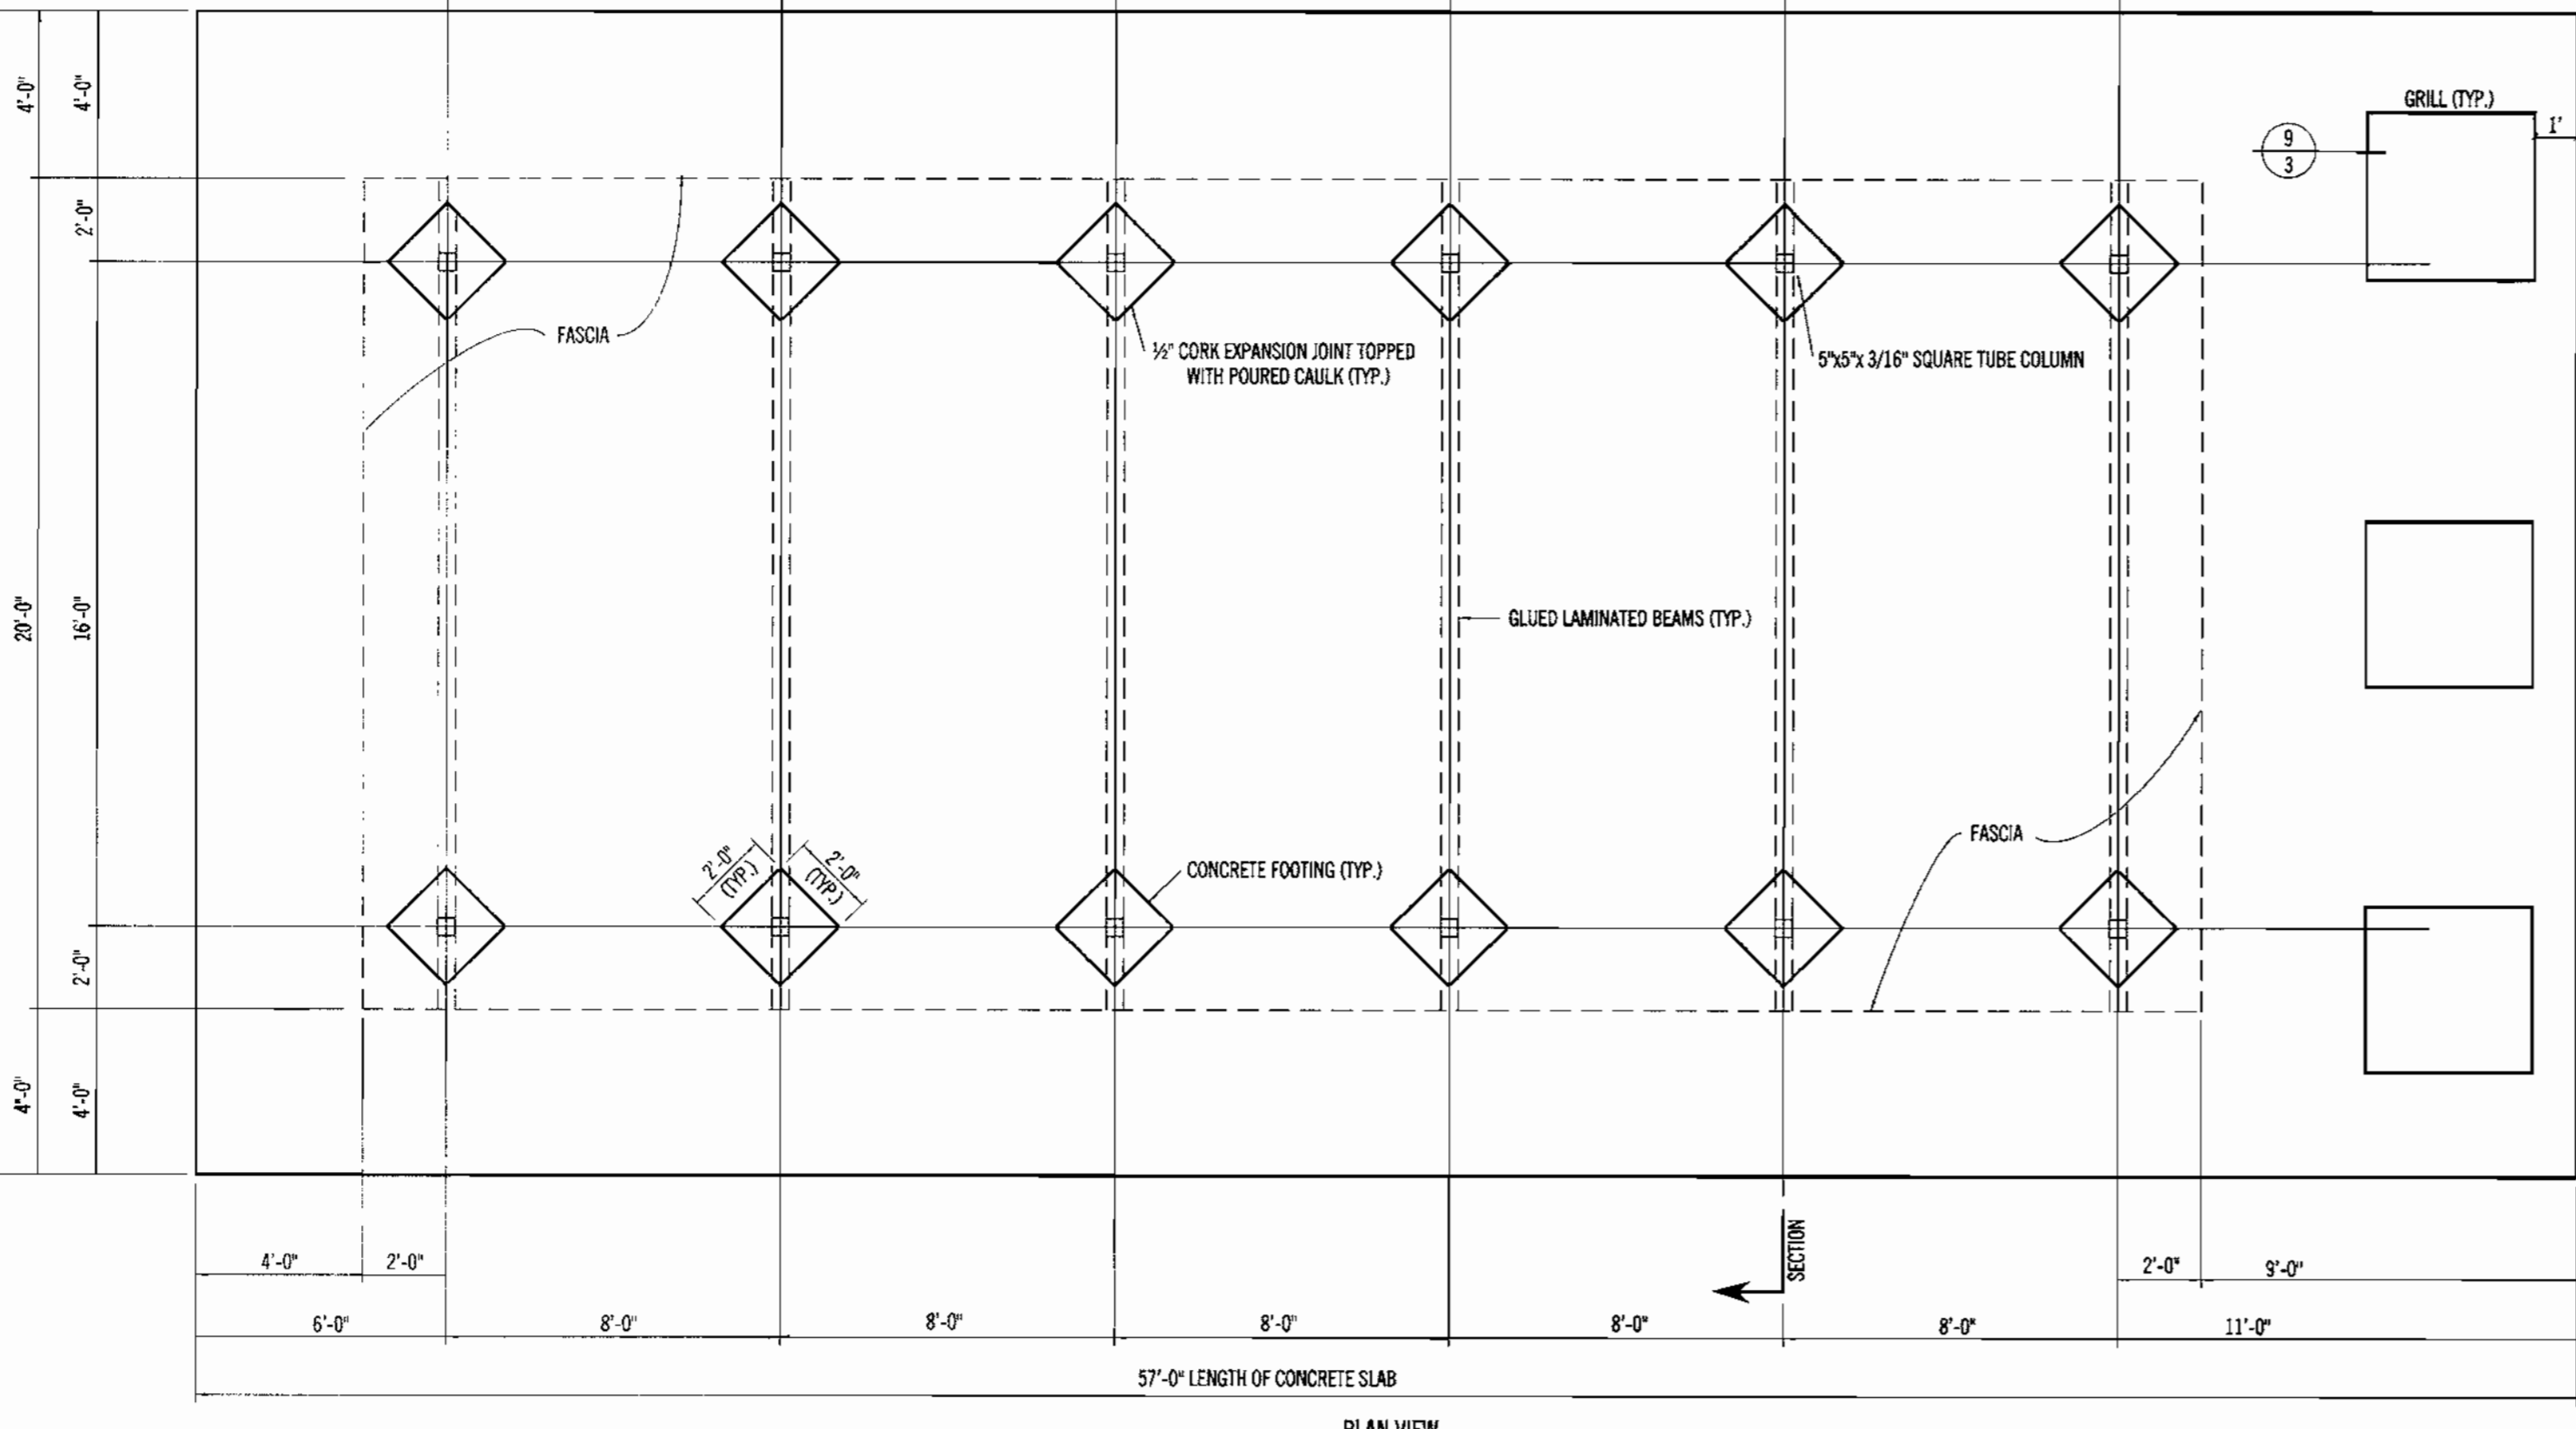 4'-0"
4'-0"
GRILL (TYP.)
1'
9
3
2'-0"
FASCIA
½" CORK EXPANSION JOINT TOPPED
WITH POURED CAULK (TYP.)
5"x5"x 3/16" SQUARE TUBE COLUMN
20'-0"
16'-0"
GLUED LAMINATED BEAMS (TYP.)
FASCIA
2'-0"
(TYP.)
2'-0"
(TYP.)
CONCRETE FOOTING (TYP.)
2'-0"
4"-0"
4'-0"
SECTION
4'-0"
2'-0"
2'-0"
9'-0"
6'-0"
8'-0"
8'-0"
8'-0"
8'-0"
8'-0"
11'-0"
57'-0" LENGTH OF CONCRETE SLAB
PLAN VIEW